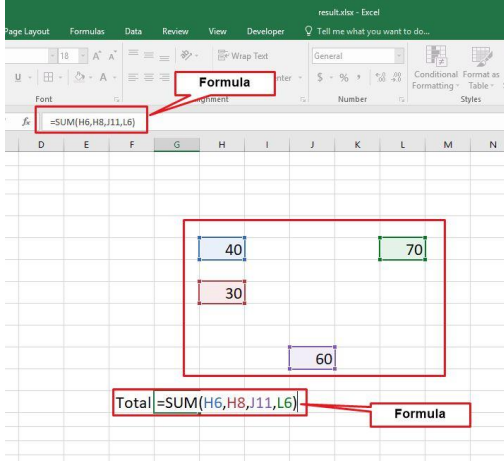 result.xlsx - Excel
Page Layout Formulas Data Review View Developer Tell me what you want to do...
18 A A Wrap Text General
U A $ % Conditional Format as
Formatting Table
Font Alignment Number Styles
Formula
fx =SUM(H6,H8,J11,L6)
D E F G H I J K L M N
40 70
30
60
Total =SUM(H6,H8,J11,L6)
Formula